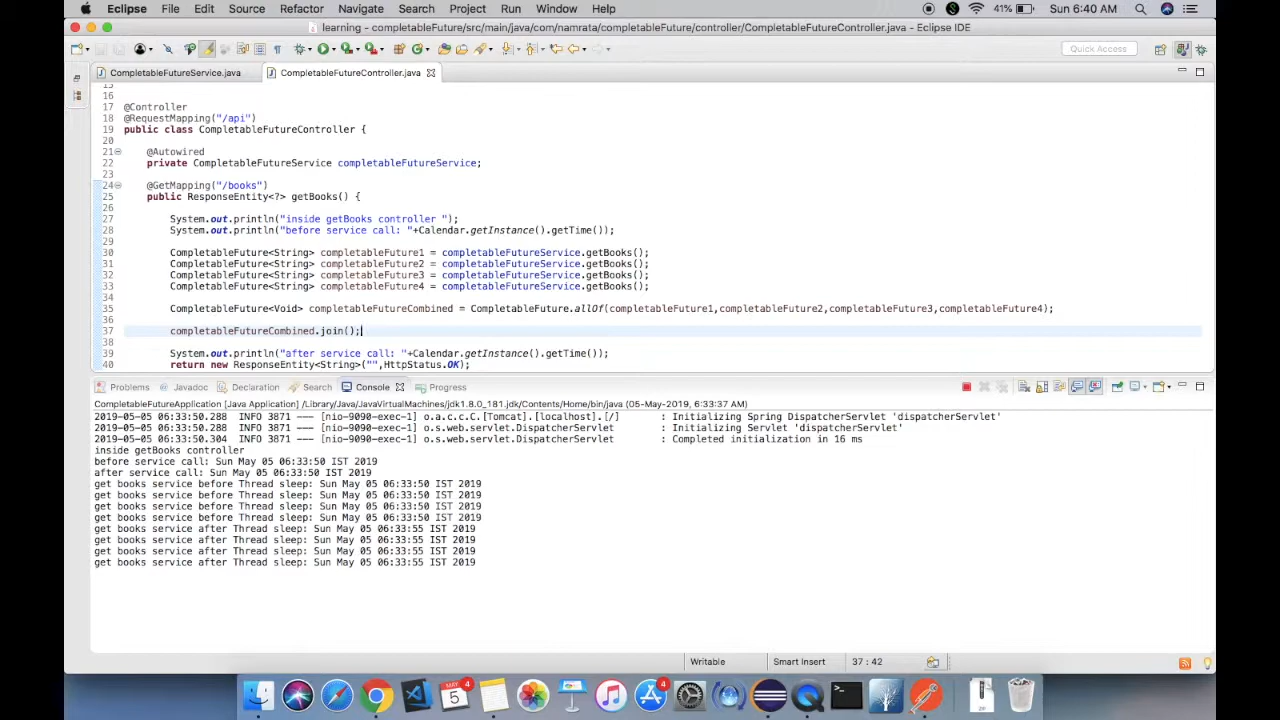 Eclipse File Edit Source Refactor Navigate Search Project Run Window Help 41% Sun 6:40 AM
learning - completableFuture/src/main/java/com/namrata/completableFuture/controller/CompletableFutureController.java - Eclipse IDE
Quick Access
CompletableFutureService.java CompletableFutureController.java
15
16
17 @Controller
18 @RequestMapping("/api")
19 public class CompletableFutureController {
20
21 @Autowired
22 private CompletableFutureService completableFutureService;
23
24 @GetMapping("/books")
25 public ResponseEntity<?> getBooks() {
26
27 System.out.println("inside getBooks controller ");
28 System.out.println("before service call: "+Calendar.getInstance().getTime());
29
30 CompletableFuture<String> completableFuture1 = completableFutureService.getBooks();
31 CompletableFuture<String> completableFuture2 = completableFutureService.getBooks();
32 CompletableFuture<String> completableFuture3 = completableFutureService.getBooks();
33 CompletableFuture<String> completableFuture4 = completableFutureService.getBooks();
34
35 CompletableFuture<Void> completableFutureCombined = CompletableFuture.allOf(completableFuture1,completableFuture2,completableFuture3,completableFuture4);
36
37 completableFutureCombined.join();
38
39 System.out.println("after service call: "+Calendar.getInstance().getTime());
40 return new ResponseEntity<String>("",HttpStatus.OK);
Problems Javadoc Declaration Search Console Progress
CompletableFutureApplication [Java Application] /Library/Java/JavaVirtualMachines/jdk1.8.0_181.jdk/Contents/Home/bin/java (05-May-2019, 6:33:37 AM)
2019-05-05 06:33:50.288 INFO 3871 --- [nio-9090-exec-1] o.a.c.c.C.[Tomcat].[localhost].[/] : Initializing Spring DispatcherServlet 'dispatcherServlet'
2019-05-05 06:33:50.288 INFO 3871 --- [nio-9090-exec-1] o.s.web.servlet.DispatcherServlet : Initializing Servlet 'dispatcherServlet'
2019-05-05 06:33:50.304 INFO 3871 --- [nio-9090-exec-1] o.s.web.servlet.DispatcherServlet : Completed initialization in 16 ms
inside getBooks controller
before service call: Sun May 05 06:33:50 IST 2019
after service call: Sun May 05 06:33:50 IST 2019
get books service before Thread sleep: Sun May 05 06:33:50 IST 2019
get books service before Thread sleep: Sun May 05 06:33:50 IST 2019
get books service before Thread sleep: Sun May 05 06:33:50 IST 2019
get books service before Thread sleep: Sun May 05 06:33:50 IST 2019
get books service after Thread sleep: Sun May 05 06:33:55 IST 2019
get books service after Thread sleep: Sun May 05 06:33:55 IST 2019
get books service after Thread sleep: Sun May 05 06:33:55 IST 2019
get books service after Thread sleep: Sun May 05 06:33:55 IST 2019
Writable Smart Insert 37 : 42
MAY 4 4
5